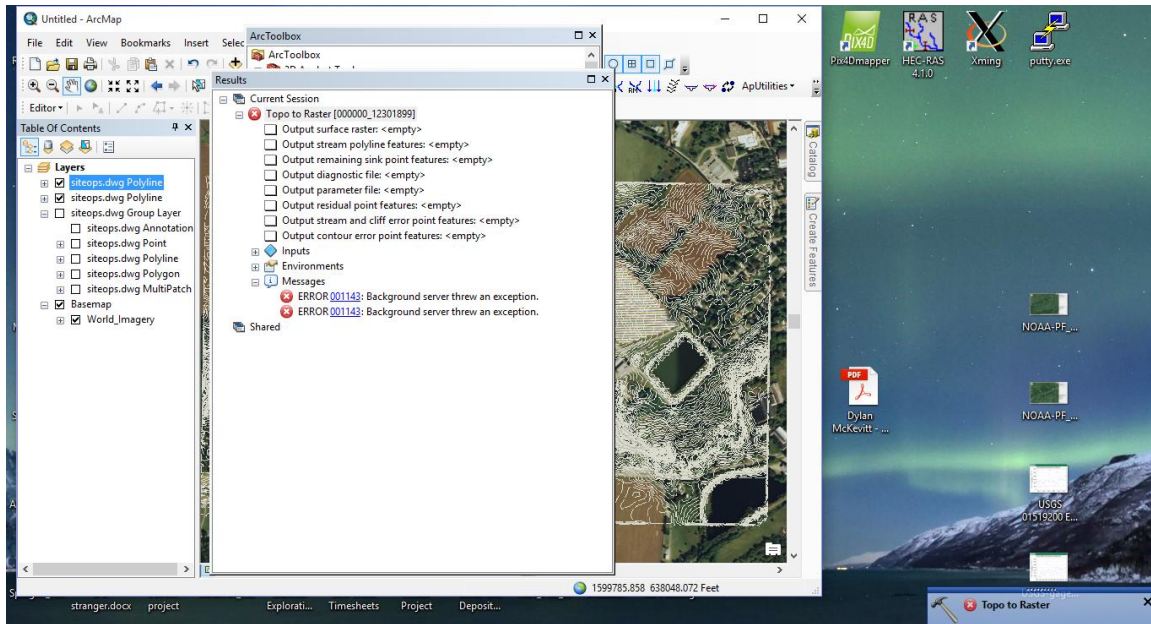 Untitled - ArcMap
File Edit View Bookmarks Insert Selec
ArcToolbox
ArcToolbox
ApUtilities
Editor
Table Of Contents
Layers
siteops.dwg Polyline
siteops.dwg Polyline
siteops.dwg Group Layer
siteops.dwg Annotation
siteops.dwg Point
siteops.dwg Polyline
siteops.dwg Polygon
siteops.dwg MultiPatch
Basemap
World_Imagery
Results
Current Session
Topo to Raster [000000_12301899]
Output surface raster: <empty>
Output stream polyline features: <empty>
Output remaining sink point features: <empty>
Output diagnostic file: <empty>
Output parameter file: <empty>
Output residual point features: <empty>
Output stream and cliff error point features: <empty>
Output contour error point features: <empty>
Inputs
Environments
Messages
ERROR 001143: Background server threw an exception.
ERROR 001143: Background server threw an exception.
Shared
Catalog
Create Features
1599785.858 638048.072 Feet
Pix4Dmapper
HEC-RAS
4.1.0
Xming
putty.exe
NOAA-PF_...
PDF
Dylan
McKevitt - ...
NOAA-PF_...
USGS
01519200 E...
stranger.docx project Explorati... Timesheets Project Deposit...
Topo to Raster